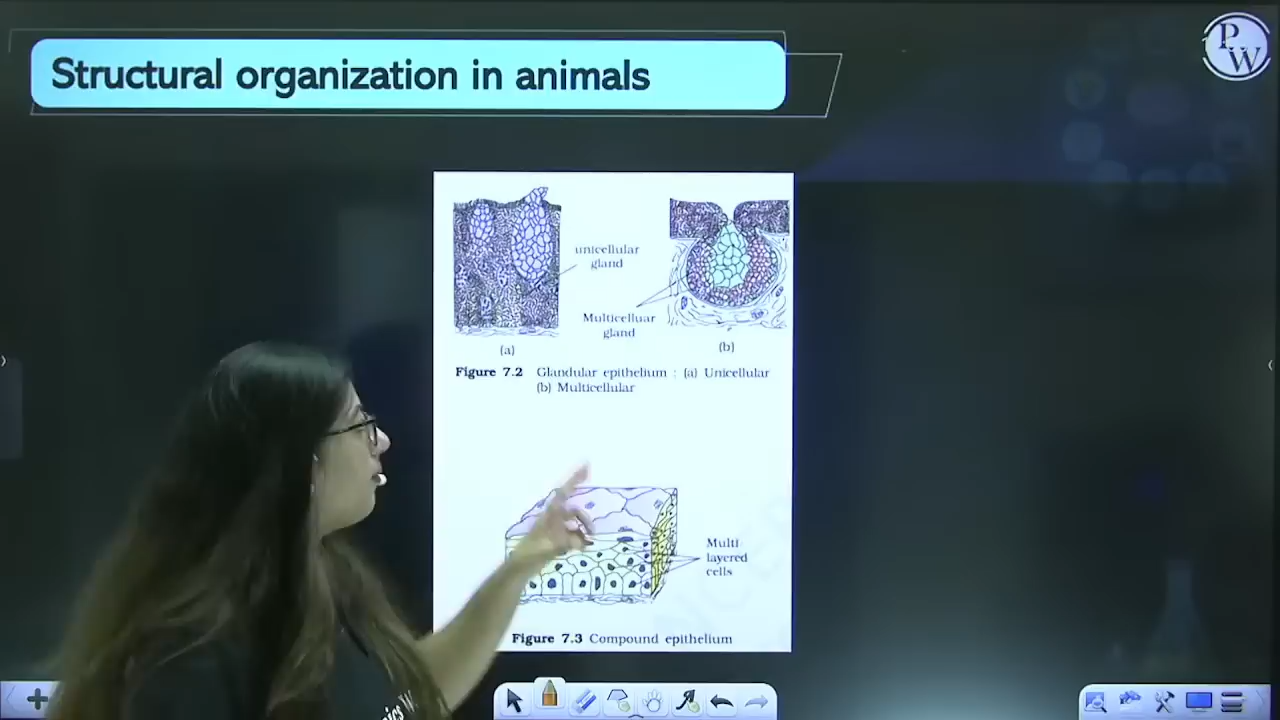 Structural organization in animals
P
W
unicellular
gland
Multicelluar
gland
(a)
(b)
Figure 7.2 Glandular epithelium : (a) Unicellular
(b) Multicellular
Multi
layered
cells
Figure 7.3 Compound epithelium